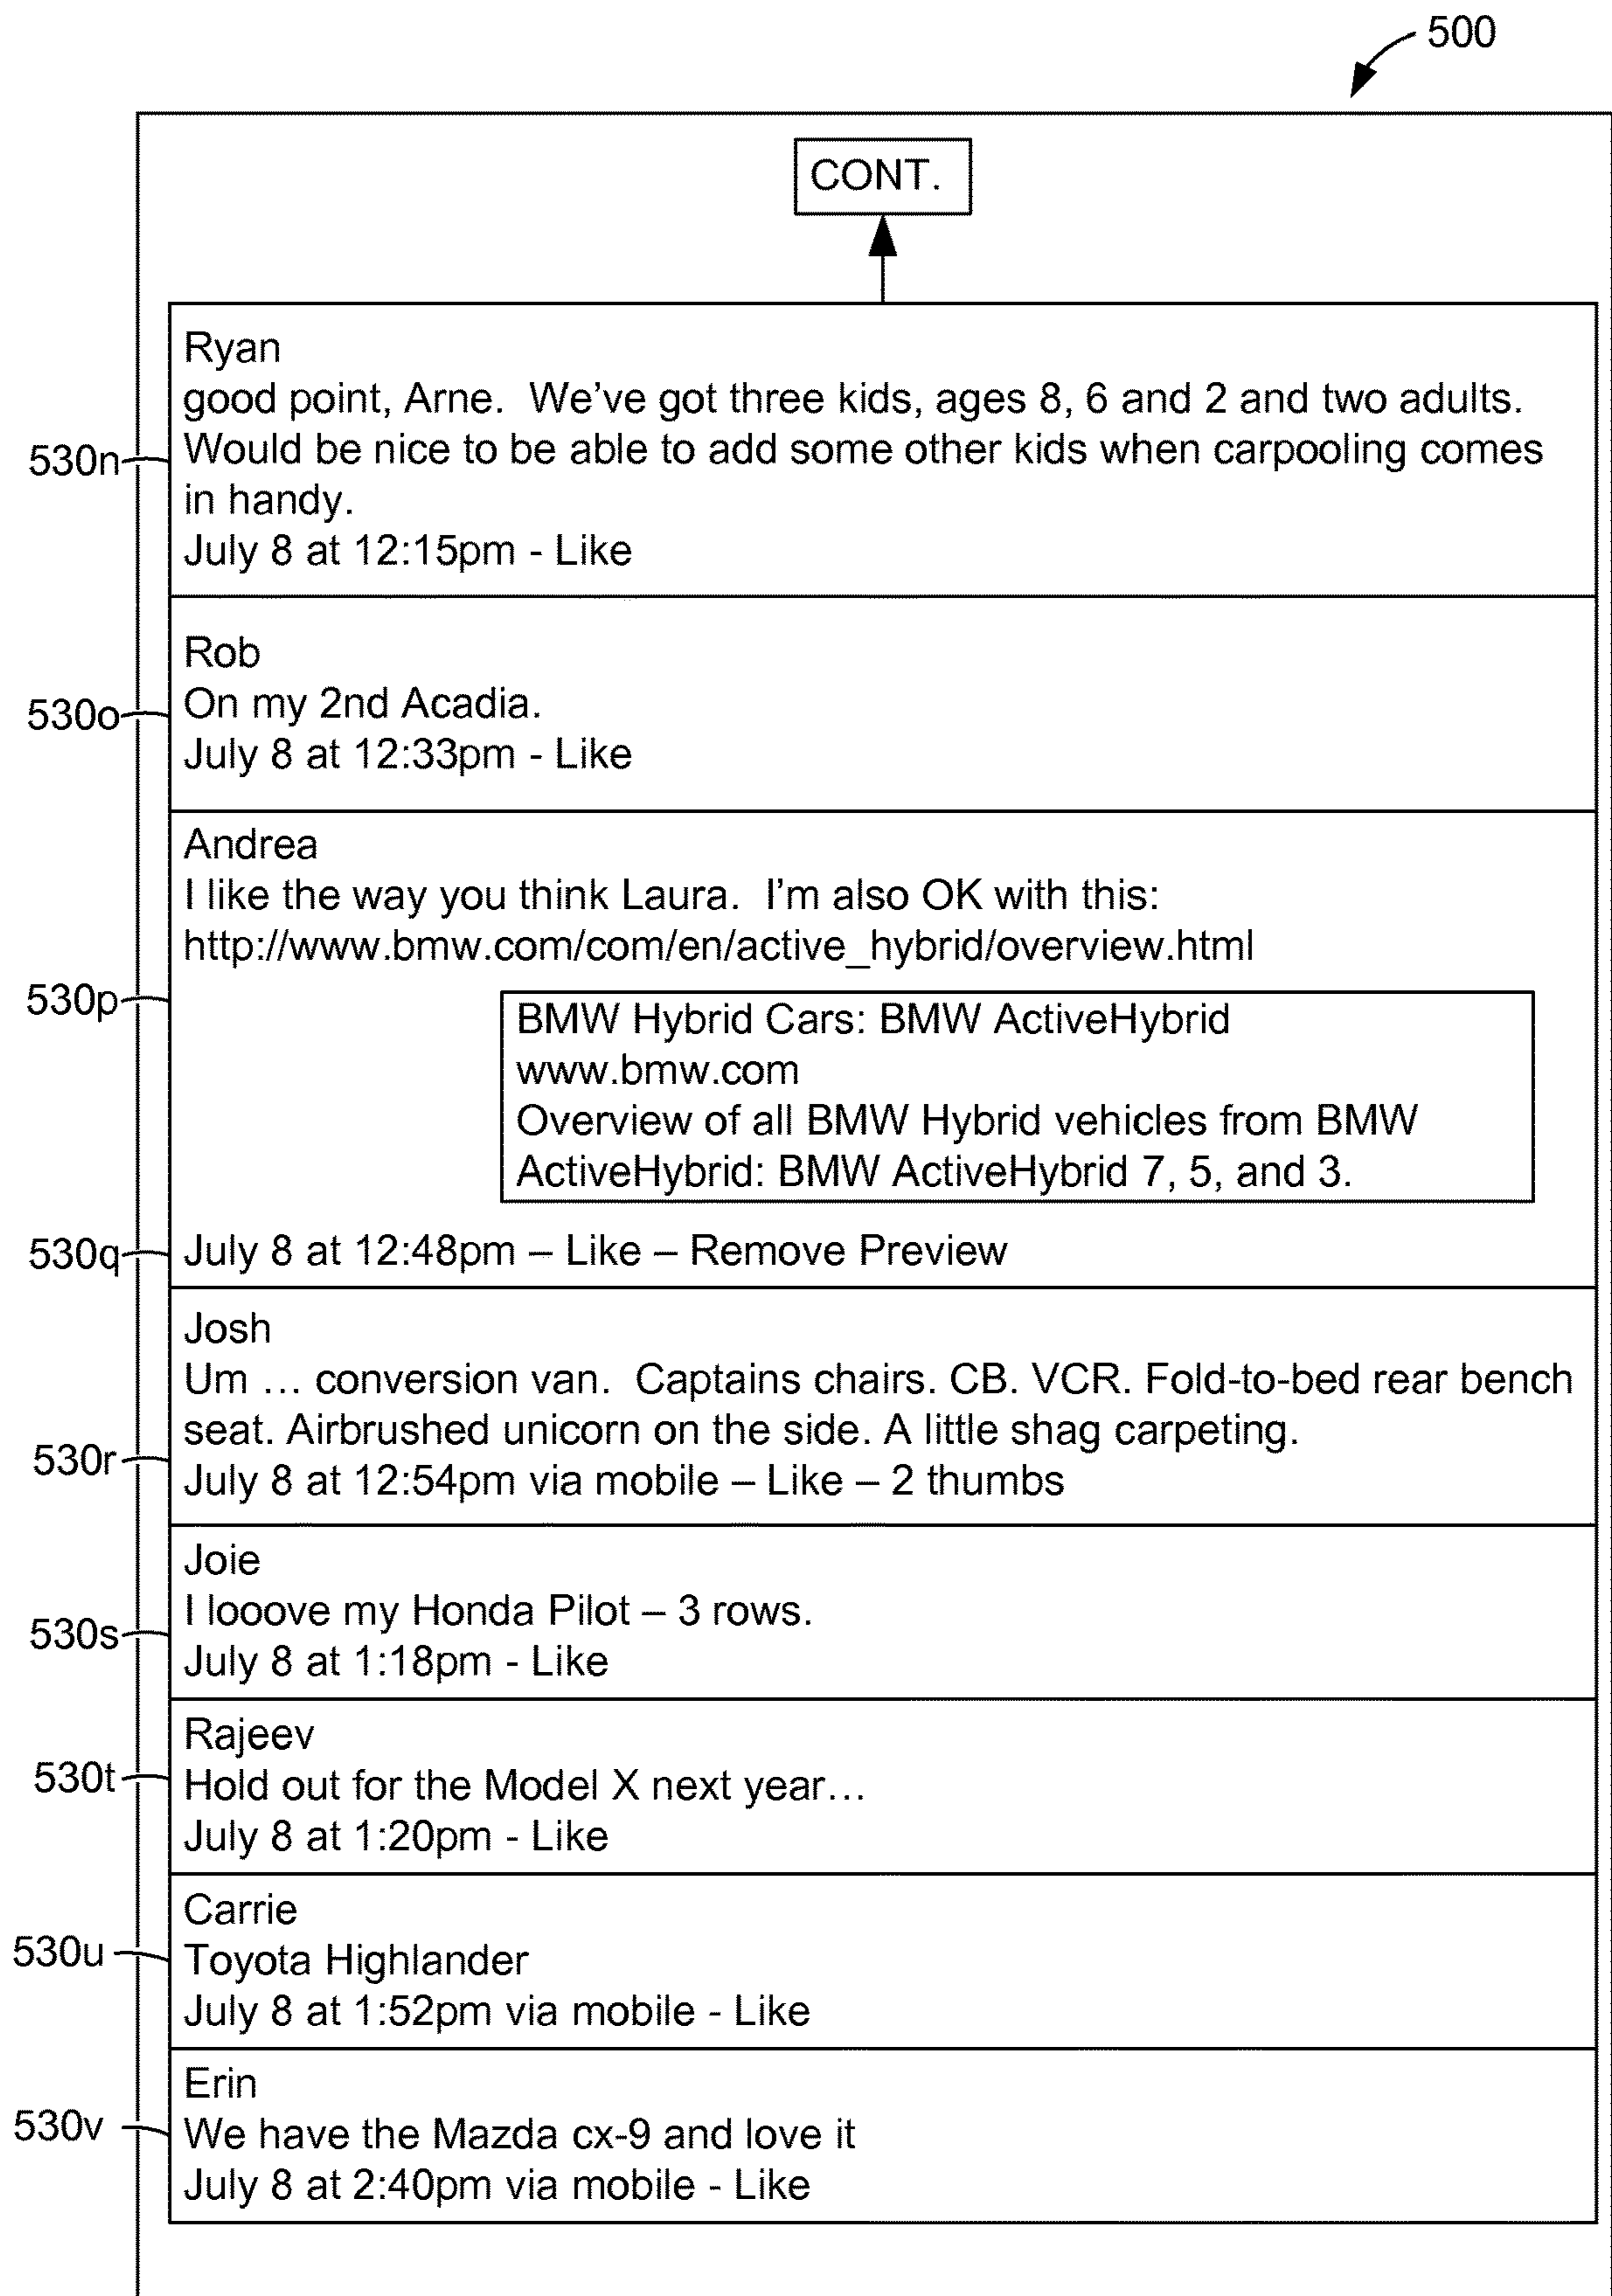 500
CONT.
Ryan
good point, Arne.  We've got three kids, ages 8, 6 and 2 and two adults.
530n
Would be nice to be able to add some other kids when carpooling comes
in handy.
July 8 at 12:15pm - Like
Rob
530o
On my 2nd Acadia.
July 8 at 12:33pm - Like
Andrea
I like the way you think Laura.  I'm also OK with this:
http://www.bmw.com/com/en/active_hybrid/overview.html
530p
BMW Hybrid Cars: BMW ActiveHybrid
www.bmw.com
Overview of all BMW Hybrid vehicles from BMW
ActiveHybrid: BMW ActiveHybrid 7, 5, and 3.
530q
July 8 at 12:48pm – Like – Remove Preview
Josh
Um … conversion van.  Captains chairs. CB. VCR. Fold-to-bed rear bench
seat. Airbrushed unicorn on the side. A little shag carpeting.
530r
July 8 at 12:54pm via mobile – Like – 2 thumbs
Joie
I looove my Honda Pilot – 3 rows.
530s
July 8 at 1:18pm - Like
Rajeev
530t
Hold out for the Model X next year…
July 8 at 1:20pm - Like
Carrie
530u
Toyota Highlander
July 8 at 1:52pm via mobile - Like
Erin
530v
We have the Mazda cx-9 and love it
July 8 at 2:40pm via mobile - Like